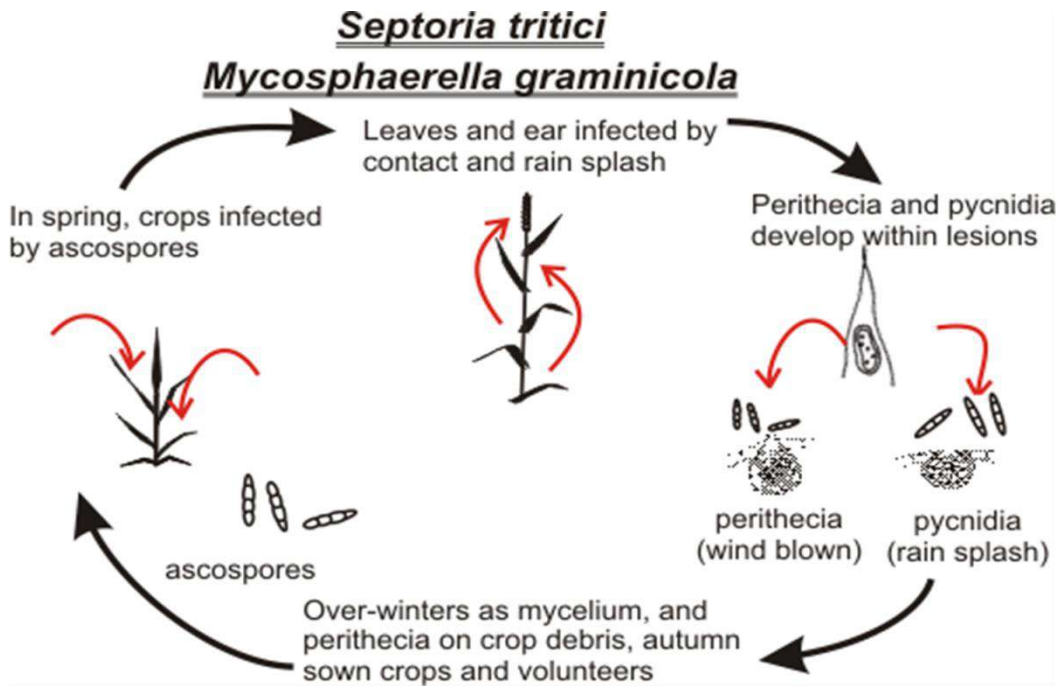 Septoria tritici
Mycosphaerella graminicola
Leaves and ear infected by
contact and rain splash
Perithecia and pycnidia
develop within lesions
perithecia
(wind blown)
pycnidia
(rain splash)
Over-winters as mycelium, and
perithecia on crop debris, autumn
sown crops and volunteers
ascospores
In spring, crops infected
by ascospores